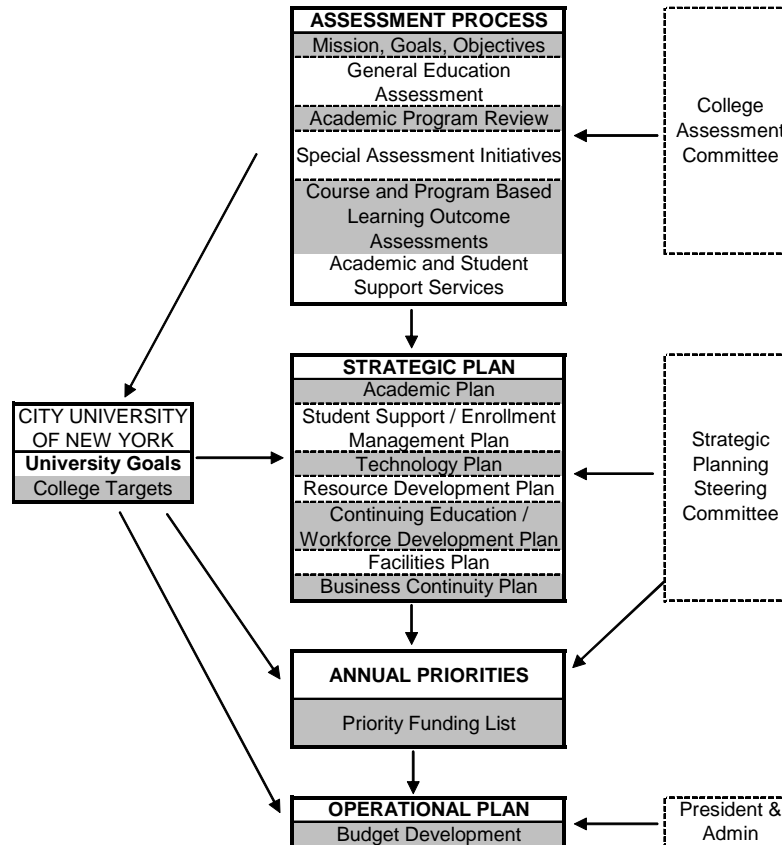 ASSESSMENT PROCESS
Mission, Goals, Objectives
General Education
Assessment
Academic Program Review
Special Assessment Initiatives
Course and Program Based
Learning Outcome
Assessments
Academic and Student
Support Services
College
Assessment
Committee
STRATEGIC PLAN
Academic Plan
Student Support / Enrollment
Management Plan
Technology Plan
Resource Development Plan
Continuing Education /
Workforce Development Plan
Facilities Plan
Business Continuity Plan
CITY UNIVERSITY
OF NEW YORK
University Goals
College Targets
Strategic
Planning
Steering
Committee
ANNUAL PRIORITIES
Priority Funding List
OPERATIONAL PLAN
Budget Development
President &
Admin